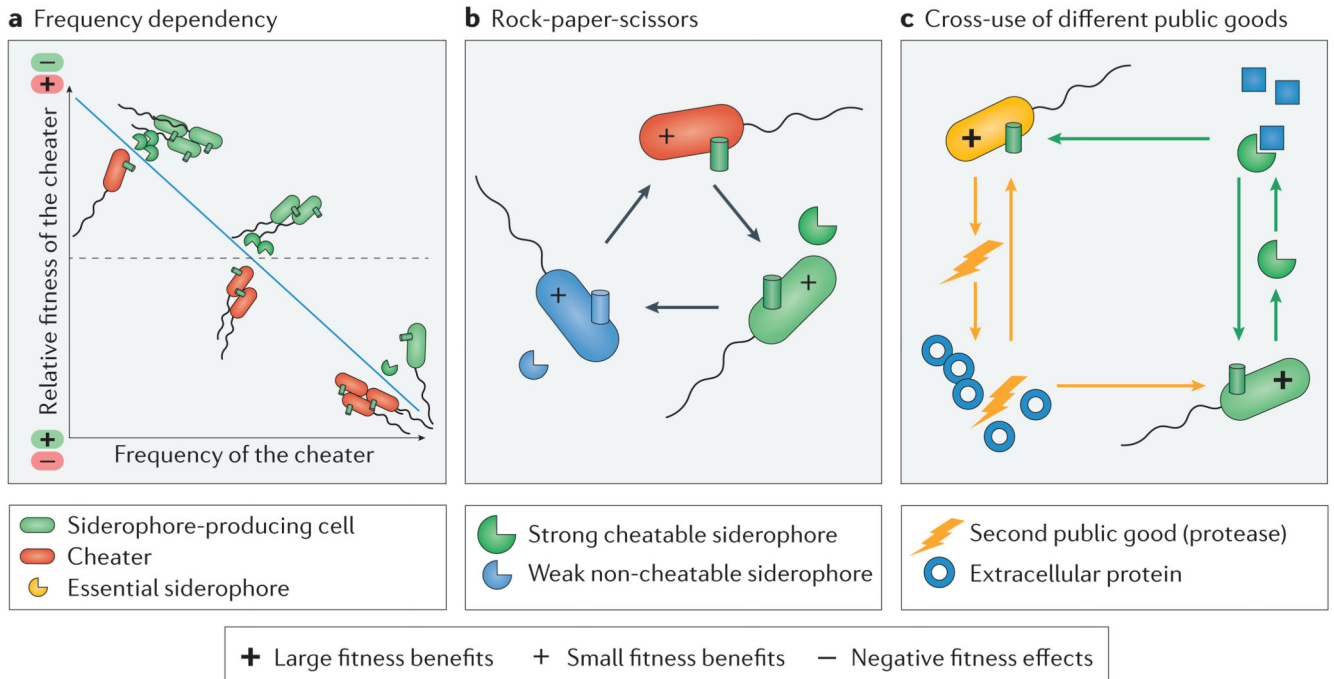 a Frequency dependency
b Rock-paper-scissors
c Cross-use of different public goods
−
+
Relative fitness of the cheater
+
−
Frequency of the cheater
+
+
+
+
+
Siderophore-producing cell
Cheater
Essential siderophore
Strong cheatable siderophore
Weak non-cheatable siderophore
Second public good (protease)
Extracellular protein
+ Large fitness benefits + Small fitness benefits − Negative fitness effects